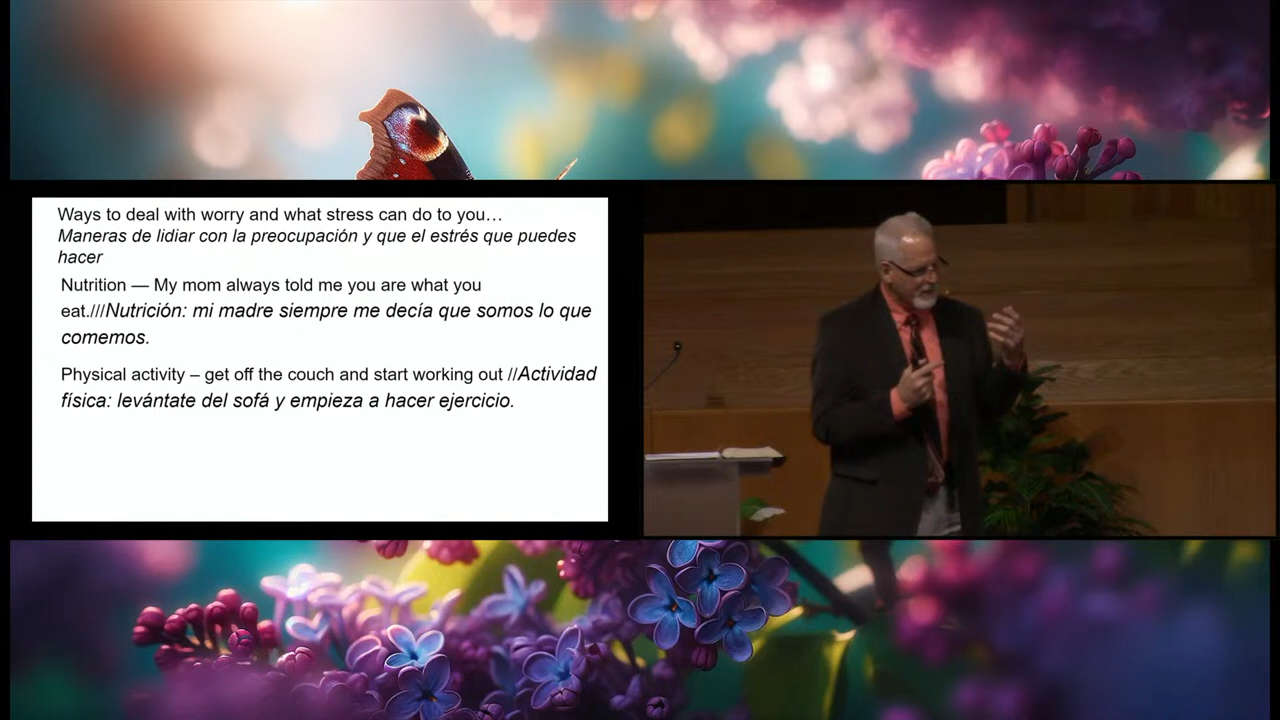 Ways to deal with worry and what stress can do to you…
Maneras de lidiar con la preocupación y que el estrés que puedes
hacer
Nutrition — My mom always told me you are what you
eat.///Nutrición: mi madre siempre me decía que somos lo que
comemos.
Physical activity – get off the couch and start working out //Actividad
física: levántate del sofá y empieza a hacer ejercicio.